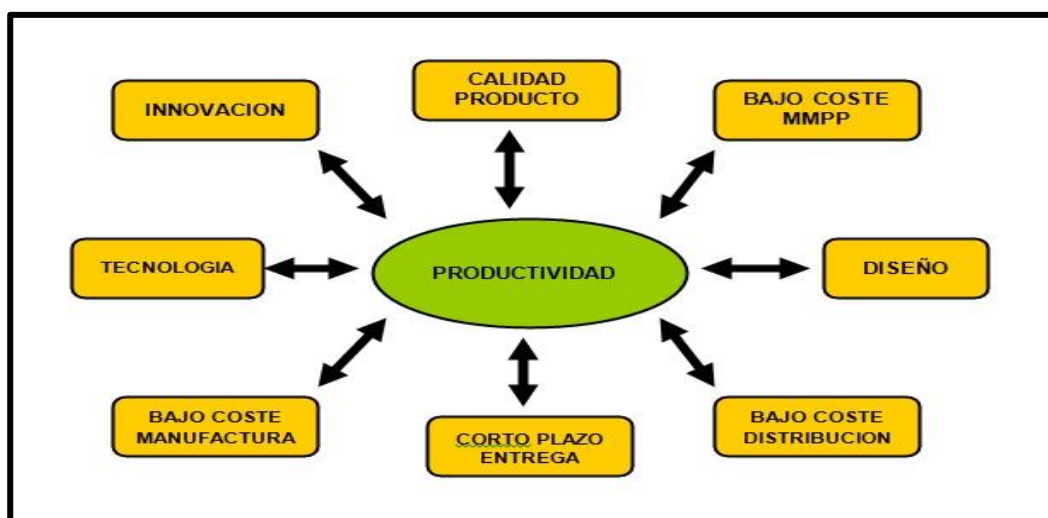 CALIDAD
PRODUCTO
INNOVACION
BAJO COSTE
MMPP
TECNOLOGIA
PRODUCTIVIDAD
DISEÑO
BAJO COSTE
MANUFACTURA
CORTO PLAZO
ENTREGA
BAJO COSTE
DISTRIBUCION